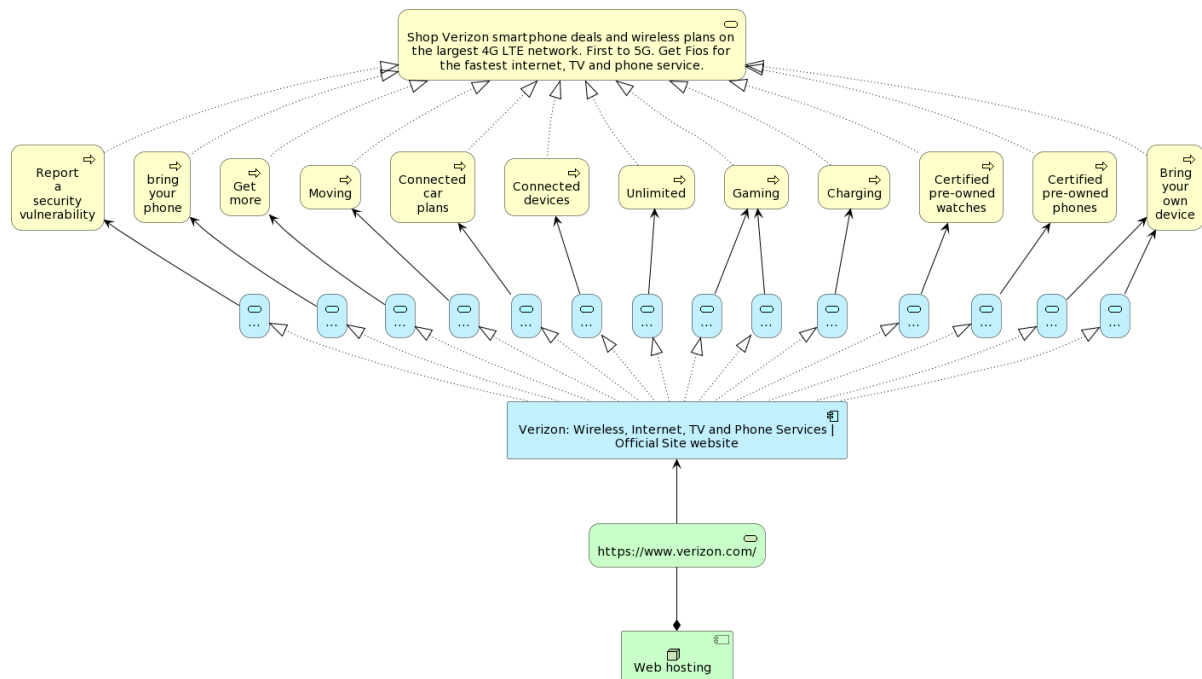 Shop Verizon smartphone deals and wireless plans on
the largest 4G LTE network. First to 5G. Get Fios for
the fastest internet, TV and phone service.
Report
a
security
vulnerability
bring
your
phone
Get
more
Moving
Connected
car
plans
Connected
devices
Unlimited
Gaming
Charging
Certified
pre-owned
watches
Certified
pre-owned
phones
Bring
your
own
device
...
...
...
...
...
...
...
...
...
...
...
...
...
...
Verizon: Wireless, Internet, TV and Phone Services |
Official Site website
https://www.verizon.com/
Web hosting